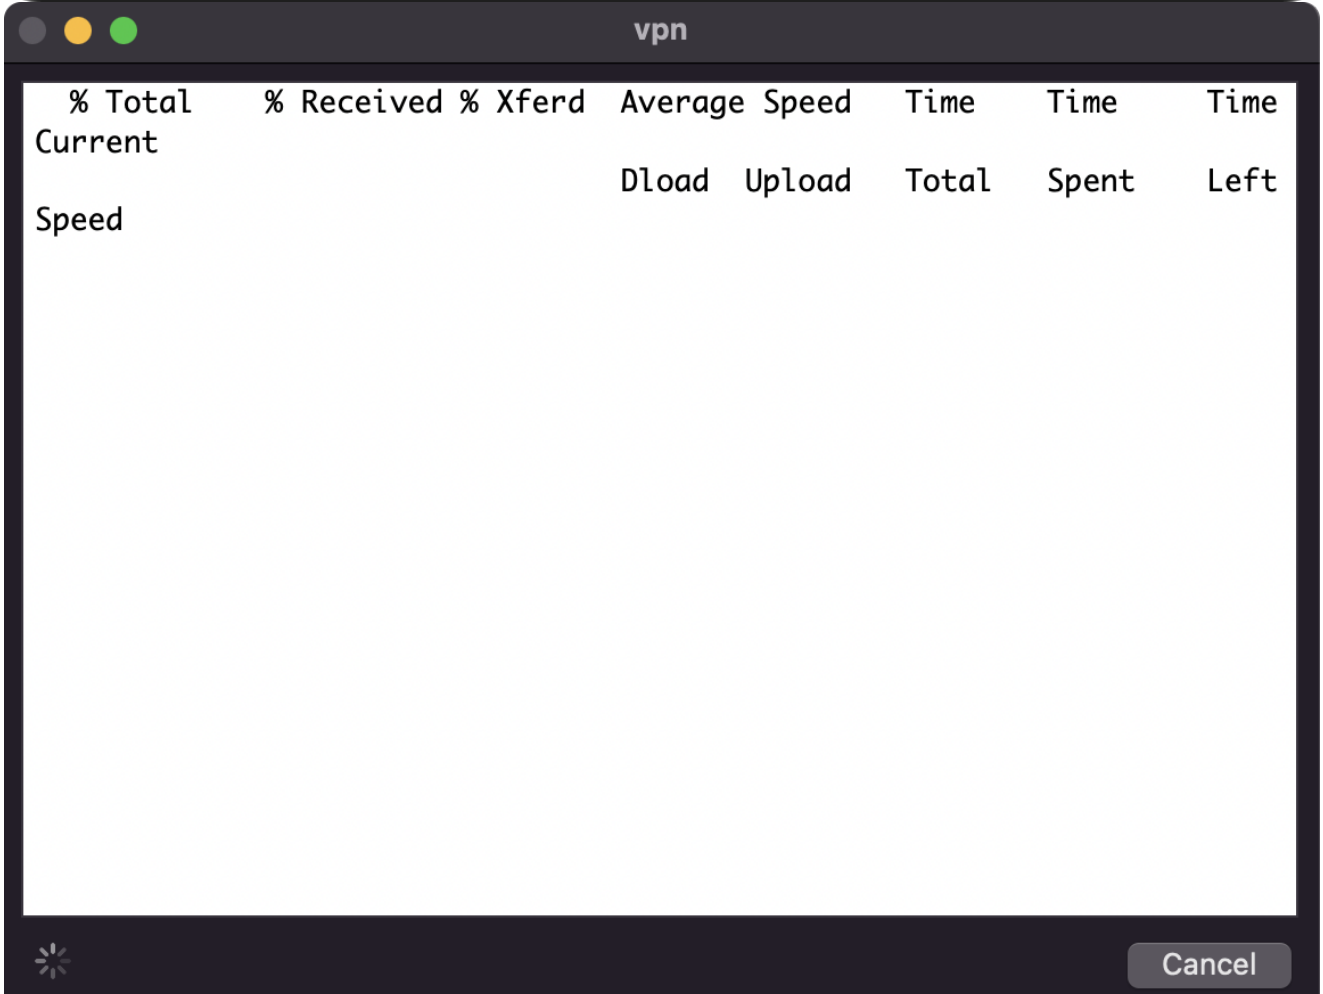 vpn
% Total    % Received % Xferd  Average Speed   Time    Time     Time
Current
Dload  Upload   Total   Spent    Left
Speed
Cancel